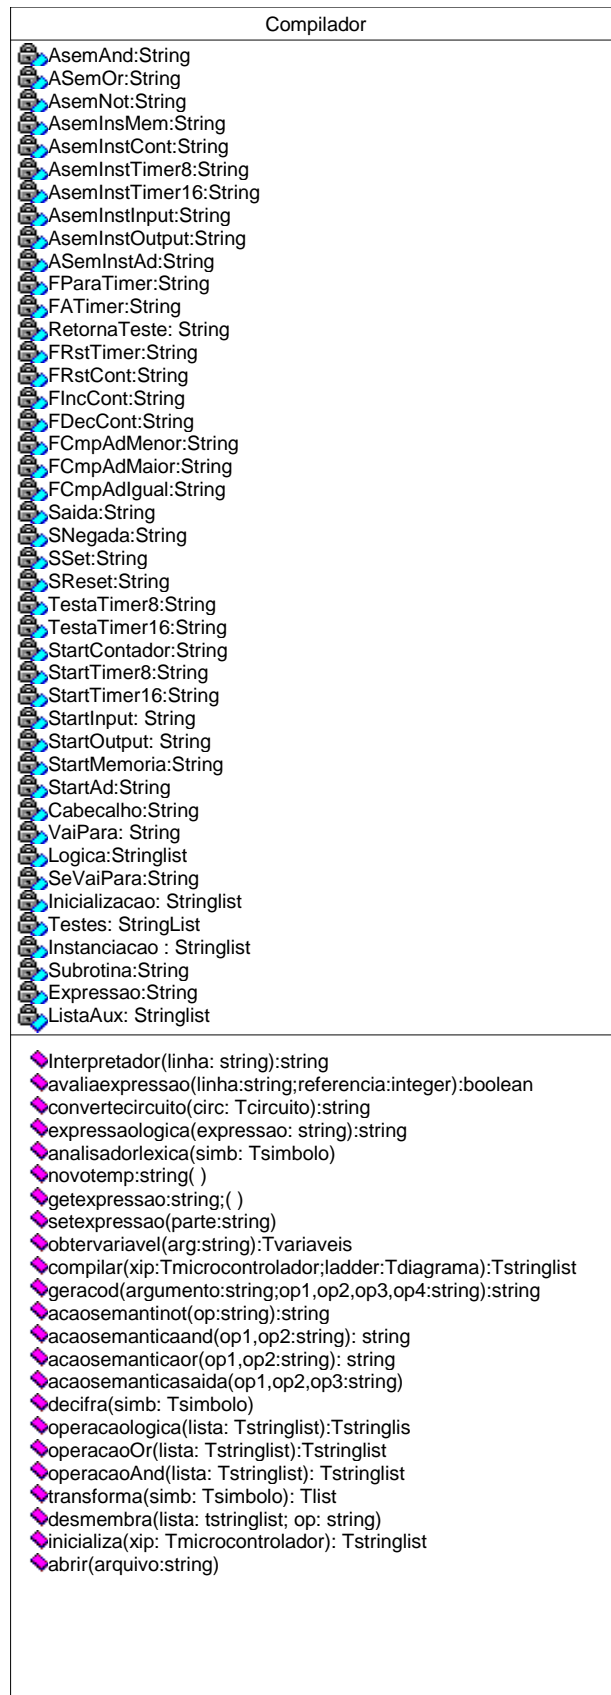 Compilador
AsemAnd:String
ASemOr:String
AsemNot:String
AsemInsMem:String
AsemInstCont:String
AsemInstTimer8:String
AsemInstTimer16:String
AsemInstInput:String
AsemInstOutput:String
ASemInstAd:String
FParaTimer:String
FATimer:String
RetornaTeste: String
FRstTimer:String
FRstCont:String
FIncCont:String
FDecCont:String
FCmpAdMenor:String
FCmpAdMaior:String
FCmpAdIgual:String
Saida:String
SNegada:String
SSet:String
SReset:String
TestaTimer8:String
TestaTimer16:String
StartContador:String
StartTimer8:String
StartTimer16:String
StartInput: String
StartOutput: String
StartMemoria:String
StartAd:String
Cabecalho:String
VaiPara: String
Logica:Stringlist
SeVaiPara:String
Inicializacao: Stringlist
Testes: StringList
Instanciacao : Stringlist
Subrotina:String
Expressao:String
ListaAux: Stringlist
Interpretador(linha: string):string
avaliaexpressao(linha:string;referencia:integer):boolean
convertecircuito(circ: Tcircuito):string
expressaologica(expressao: string):string
analisadorlexica(simb: Tsimbolo)
novotemp:string( )
getexpressao:string;( )
setexpressao(parte:string)
obtervariavel(arg:string):Tvariaveis
compilar(xip:Tmicrocontrolador;ladder:Tdiagrama):Tstringlist
geracod(argumento:string;op1,op2,op3,op4:string):string
acaosemantinot(op:string):string
acaosemanticaand(op1,op2:string): string
acaosemanticaor(op1,op2:string): string
acaosemanticasaida(op1,op2,op3:string)
decifra(simb: Tsimbolo)
operacaologica(lista: Tstringlist):Tstringlis
operacaoOr(lista: Tstringlist):Tstringlist
operacaoAnd(lista: Tstringlist): Tstringlist
transforma(simb: Tsimbolo): Tlist
desmembra(lista: tstringlist; op: string)
inicializa(xip: Tmicrocontrolador): Tstringlist
abrir(arquivo:string)